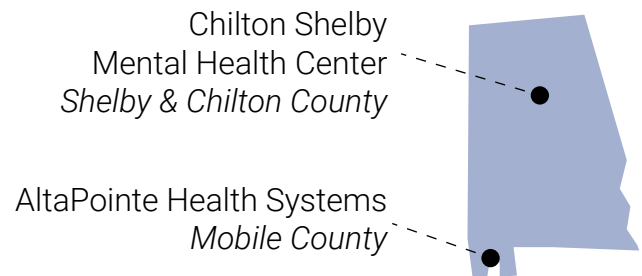 Chilton Shelby
Mental Health Center
Shelby & Chilton County
AltaPointe Health Systems
Mobile County